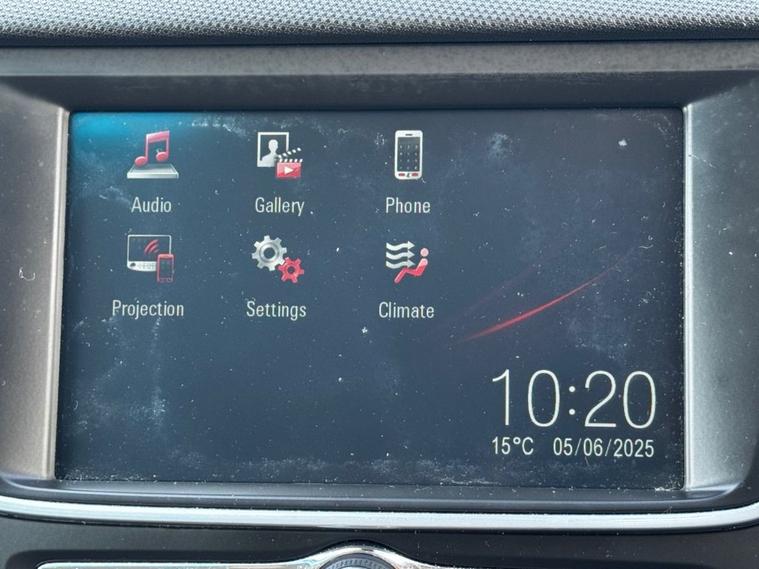 Audio Gallery Phone
Projection Settings Climate
10:20
15°C 05/06/2025